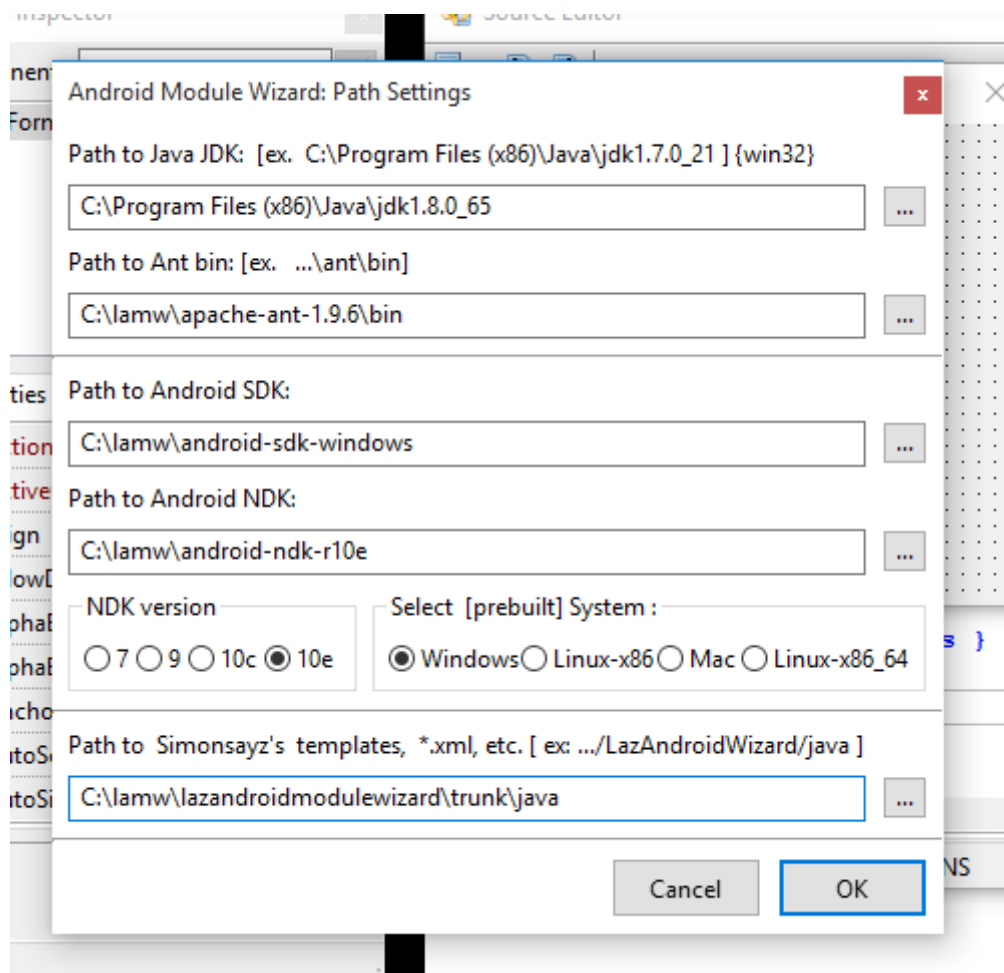 Source Editor
Android Module Wizard: Path Settings
x
Path to Java JDK: [ex. C:\Program Files (x86)\Java\jdk1.7.0_21 ] {win32}
C:\Program Files (x86)\Java\jdk1.8.0_65
...
Path to Ant bin: [ex. ...\ant\bin]
C:\lamw\apache-ant-1.9.6\bin
...
ties
Path to Android SDK:
C:\lamw\android-sdk-windows
...
Path to Android NDK:
C:\lamw\android-ndk-r10e
...
NDK version
Select [prebuilt] System :
7 9 10c 10e
Windows Linux-x86 Mac Linux-x86_64
s }
Path to Simonsayz's templates, *.xml, etc. [ ex: .../LazAndroidWizard/java ]
C:\lamw\lazandroidmodulewizard\trunk\java
...
Cancel
OK
NS